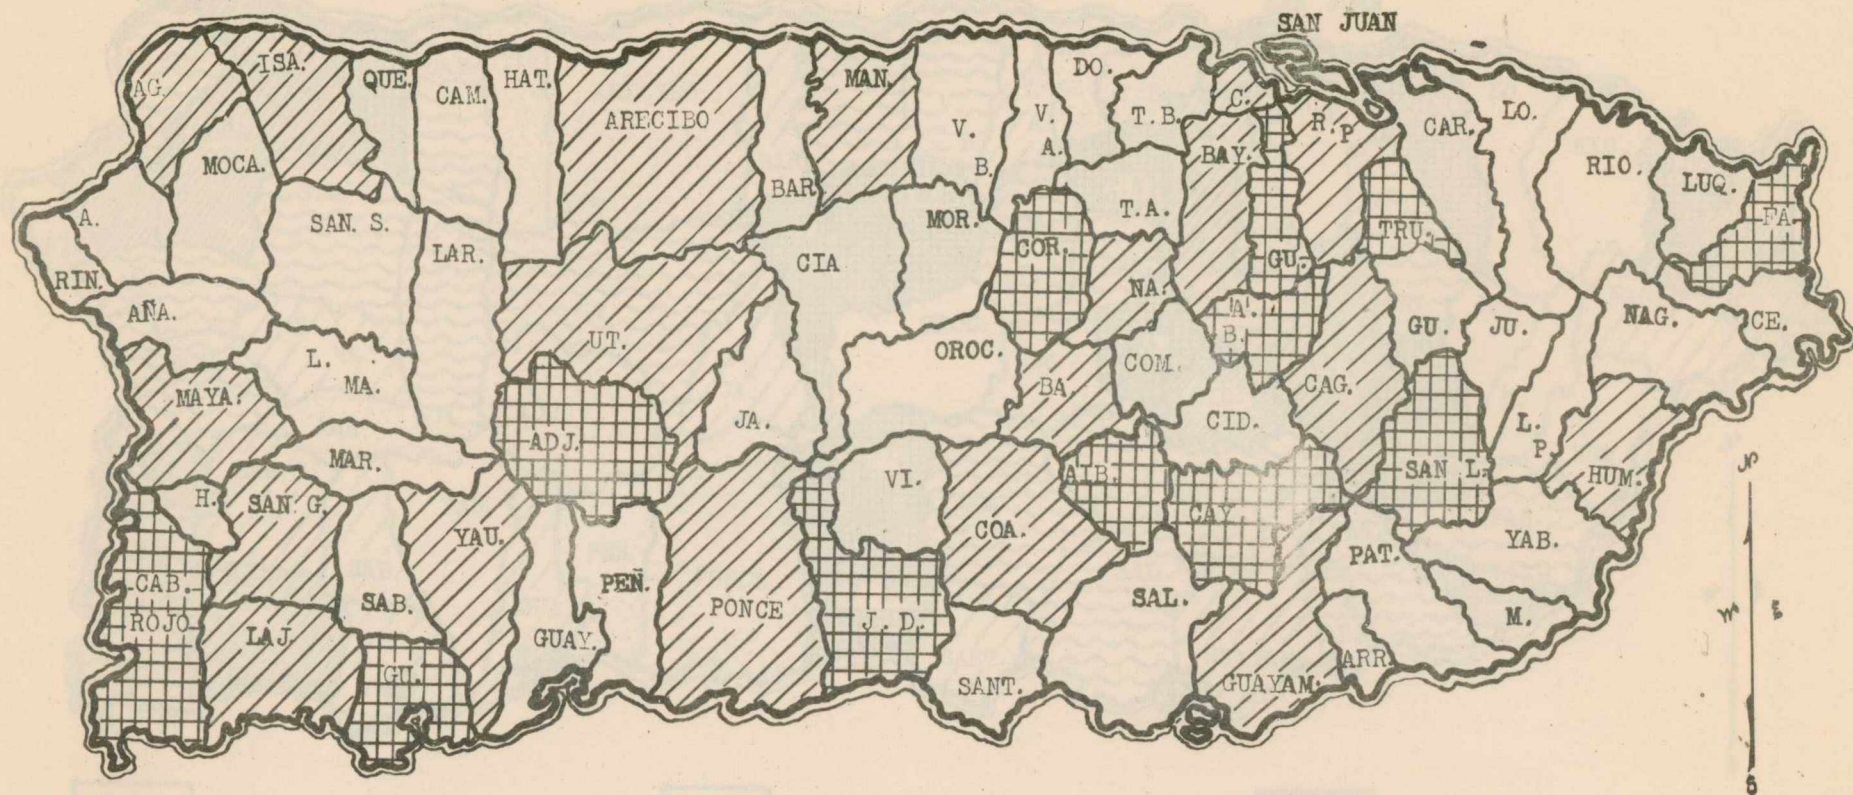 SAN JUAN
AG.
ISA.
QUE.
CAM.
HAT.
ARECIBO
BAR
MAN.
V.
B.
V.
A.
DO.
T.B.
C.
R.
P
CAR.
LO.
RIO.
LUQ.
FA.
MOCA.
A.
RIN.
SAN. S.
LAR.
CIA
MOR.
COR.
T.A.
BAY.
NA.
GU.
TRU.
AÑA.
L.
MA.
UT.
OROC.
COM.
A.
B.
GU.
JU.
NAG.
CE.
MAYA.
ADJ.
JA.
BA.
CID.
CAG.
L.
P.
HUM.
MAR.
H.
SAN G.
VI.
AIB.
CAY
SAN L.
N
YAU.
COA.
PAT.
YAB.
CAB.
ROJO
SAB.
PEÑ.
PONCE
J. D.
SAL.
M.
W
E
LAJ
GU.
GUAY.
SANT.
GUAYAM.
ARR.
S